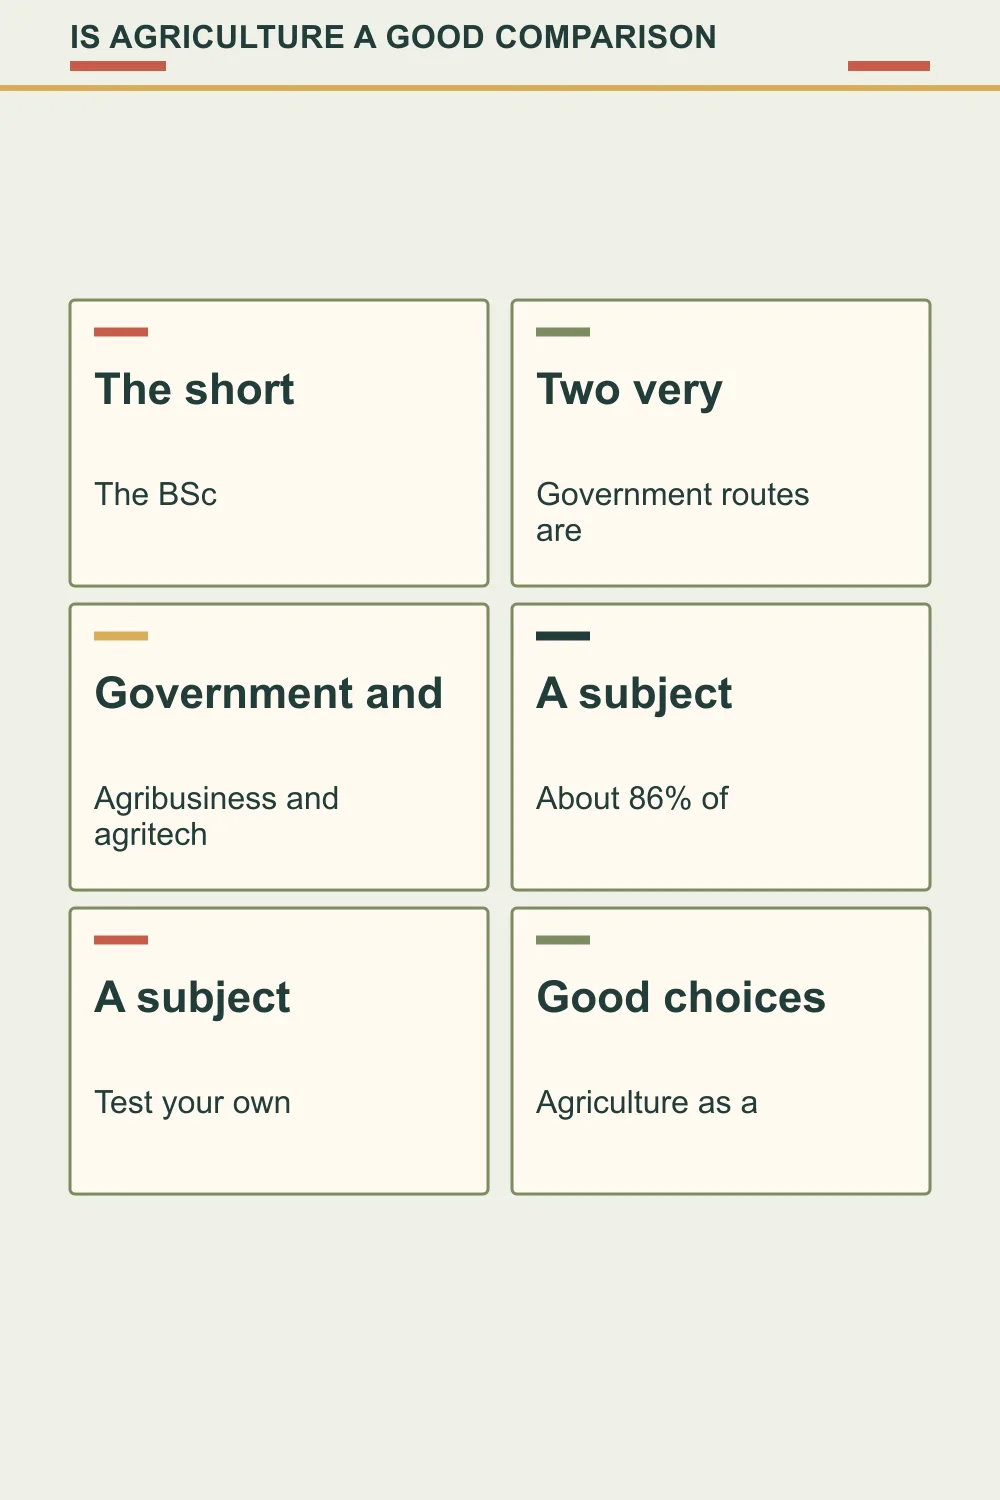 IS AGRICULTURE A GOOD COMPARISON
The short
The BSc
Two very
Government routes
are
Government and
Agribusiness and
agritech
A subject
About 86% of
A subject
Test your own
Good choices
Agriculture as a